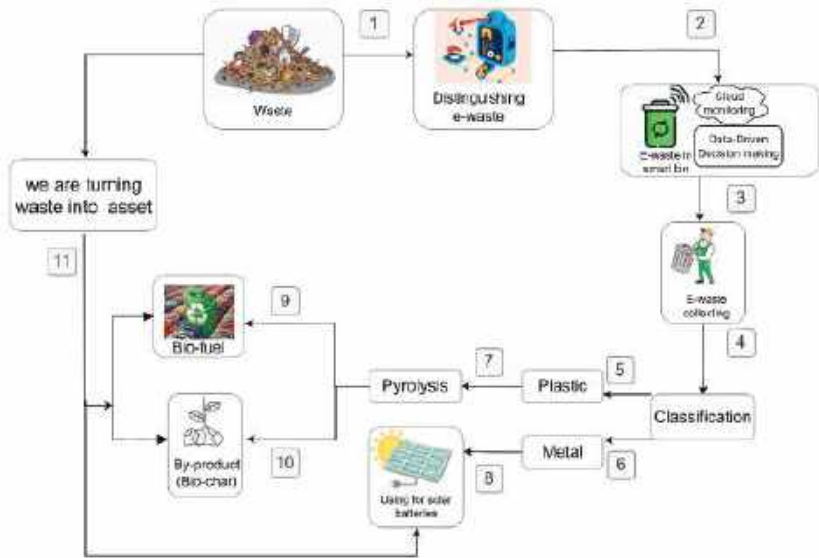 1
2
Waste
Distinguishing
e-waste
Cloud
monitoring
Data-Driven
Decision making
E-waste in
smart bin
we are turning
waste into asset
3
11
E-waste
collecting
9
Bio-fuel
4
7
5
Pyrolysis
Plastic
Classification
Metal
10
8
6
By-product
(Bio-char)
Using for solar
batteries